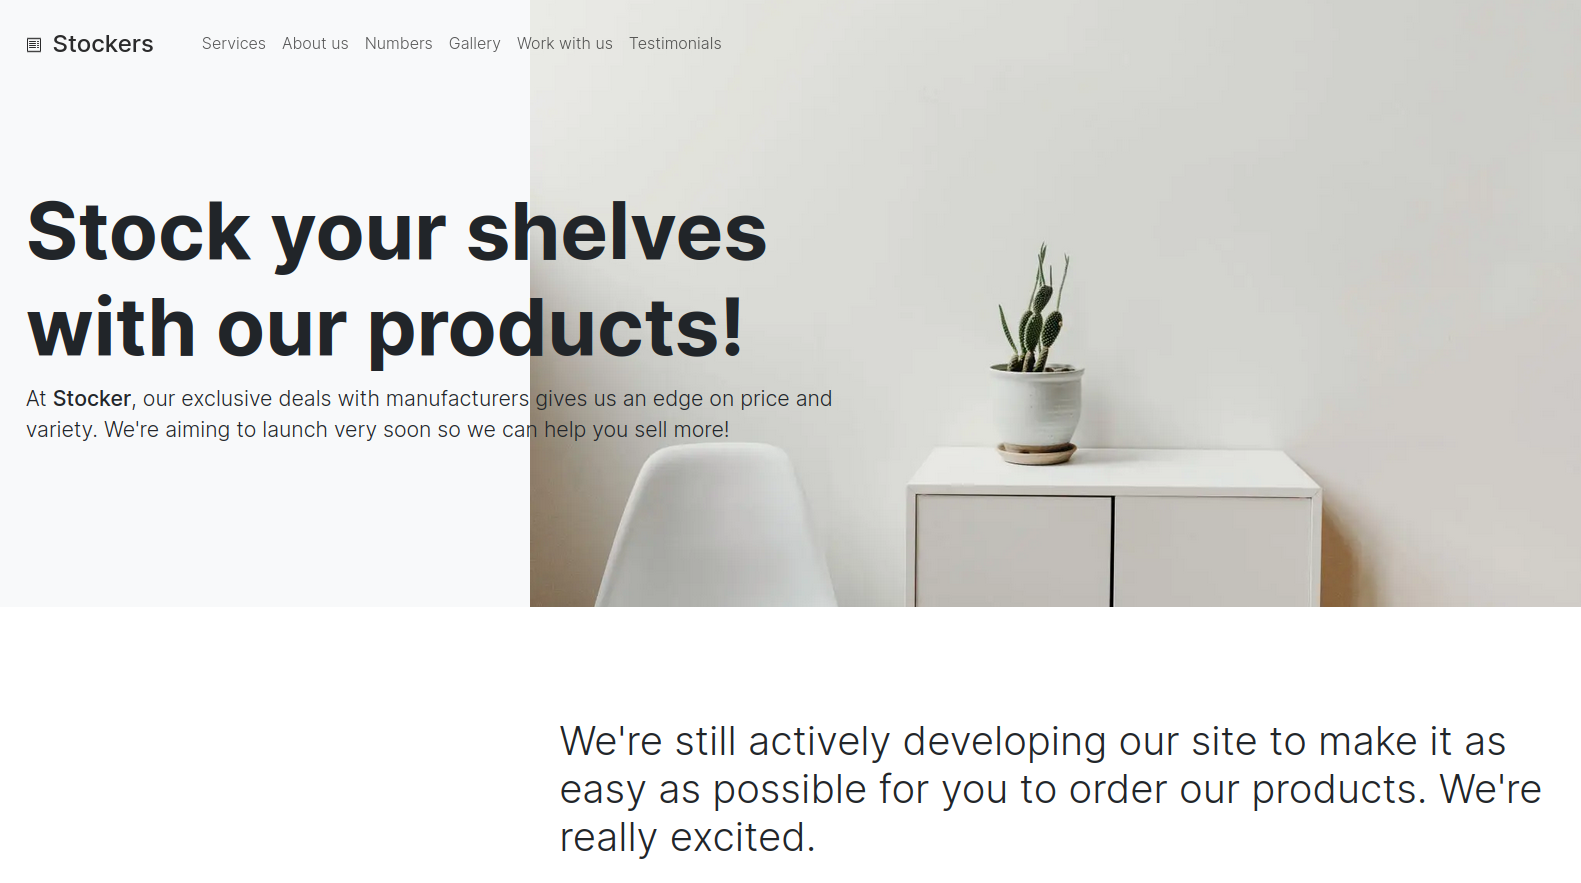 Stockers
Services About us Numbers Gallery Work with us Testimonials
Stock your shelves
with our products!
At Stocker, our exclusive deals with manufacturers gives us an edge on price and
variety. We're aiming to launch very soon so we can help you sell more!
We're still actively developing our site to make it as
easy as possible for you to order our products. We're
really excited.